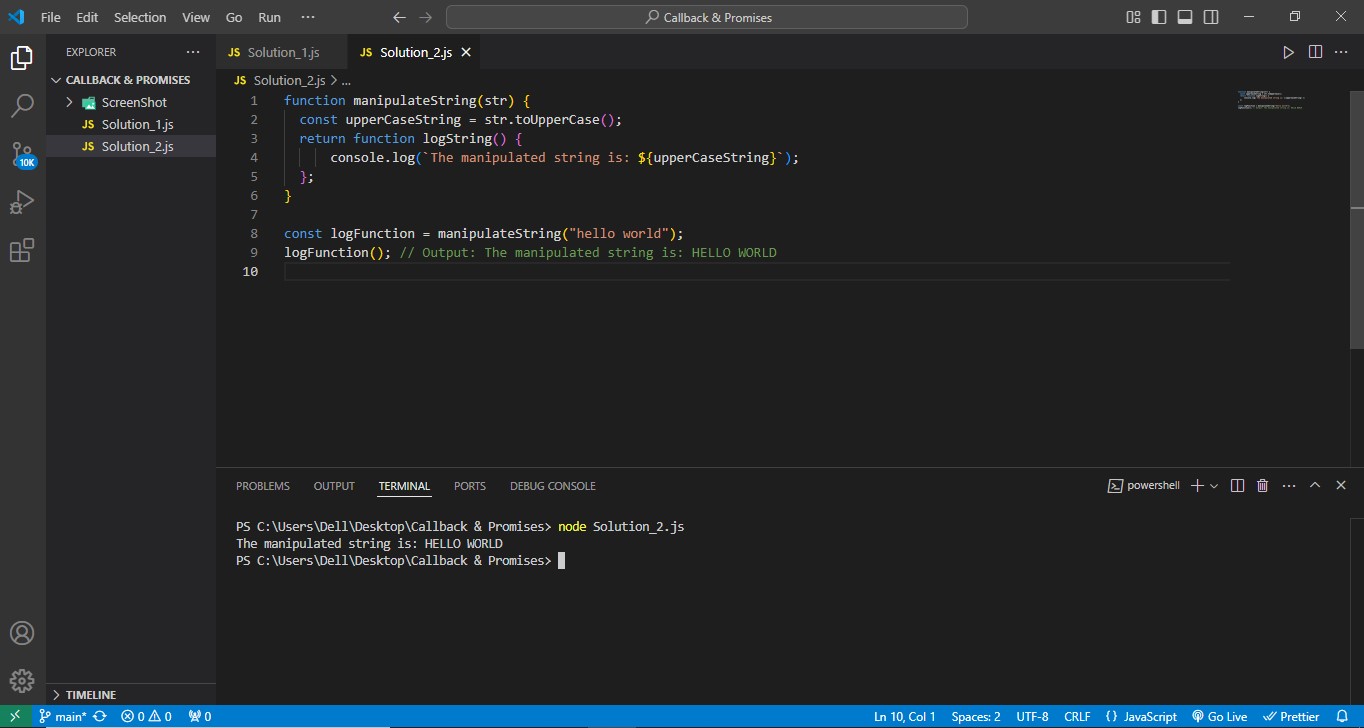 File Edit Selection View Go Run ··· Callback & Promises
EXPLORER ···
CALLBACK & PROMISES
ScreenShot
JS Solution_1.js
JS Solution_2.js
JS Solution_1.js JS Solution_2.js
JS Solution_2.js > ...
1 function manipulateString(str) {
2 const upperCaseString = str.toUpperCase();
3 return function logString() {
4 console.log(`The manipulated string is: ${upperCaseString}`);
5 };
6 }
7
8 const logFunction = manipulateString("hello world");
9 logFunction(); // Output: The manipulated string is: HELLO WORLD
10
10K
PROBLEMS OUTPUT TERMINAL PORTS DEBUG CONSOLE powershell
PS C:\Users\Dell\Desktop\Callback & Promises> node Solution_2.js
The manipulated string is: HELLO WORLD
PS C:\Users\Dell\Desktop\Callback & Promises>
TIMELINE
main* 0 0 0 Ln 10, Col 1 Spaces: 2 UTF-8 CRLF {} JavaScript Go Live Prettier